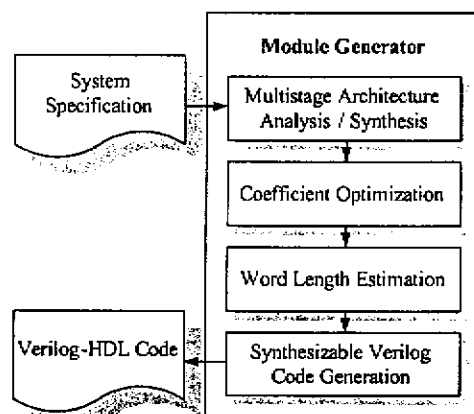 Module Generator
System
Specification
Multistage Architecture
Analysis / Synthesis
Coefficient Optimization
Word Length Estimation
Verilog-HDL Code
Synthesizable Verilog
Code Generation